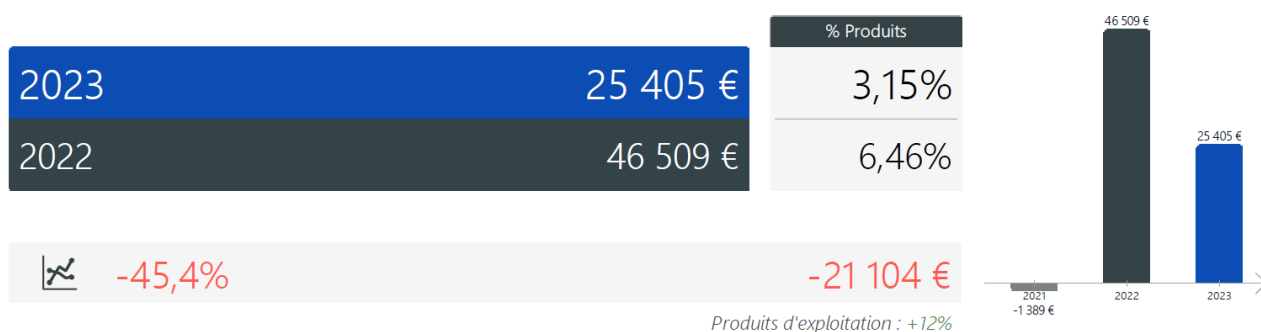 % Produits
2023 25 405 € 3,15%
2022 46 509 € 6,46%
-45,4% -21 104 €
Produits d'exploitation : +12%
46 509 €
25 405 €
2021 2022 2023
-1 389 €